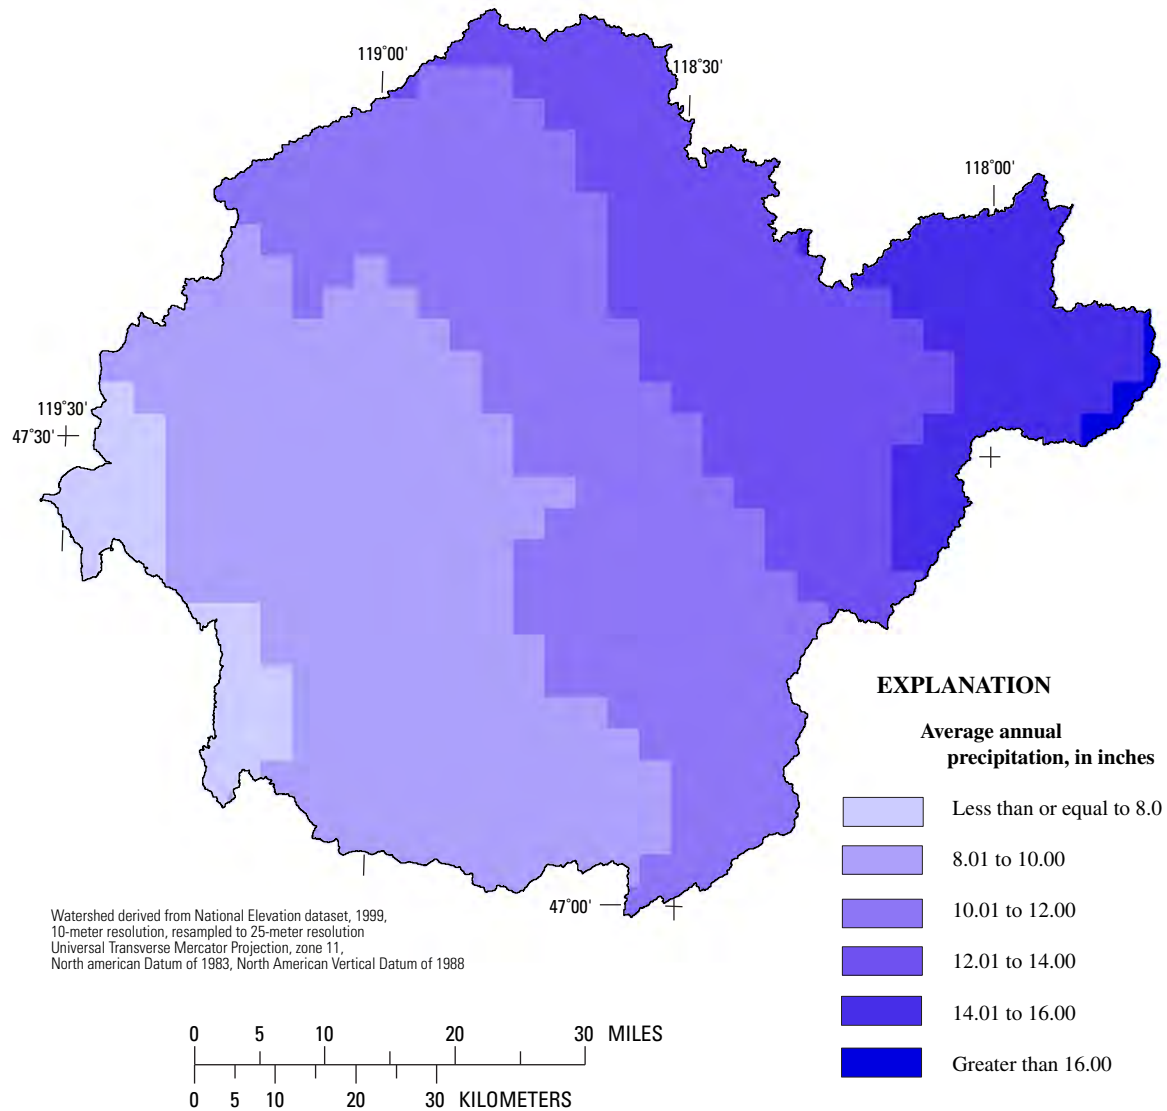 119°00'
118°30'
118°00'
119°30'
47°30'
47°00'
EXPLANATION
Average annual
precipitation, in inches
Less than or equal to 8.0
8.01 to 10.00
10.01 to 12.00
12.01 to 14.00
14.01 to 16.00
Greater than 16.00
Watershed derived from National Elevation dataset, 1999,
10-meter resolution, resampled to 25-meter resolution
Universal Transverse Mercator Projection, zone 11,
North american Datum of 1983, North American Vertical Datum of 1988
0 5 10 20 30 MILES
0 5 10 20 30 KILOMETERS